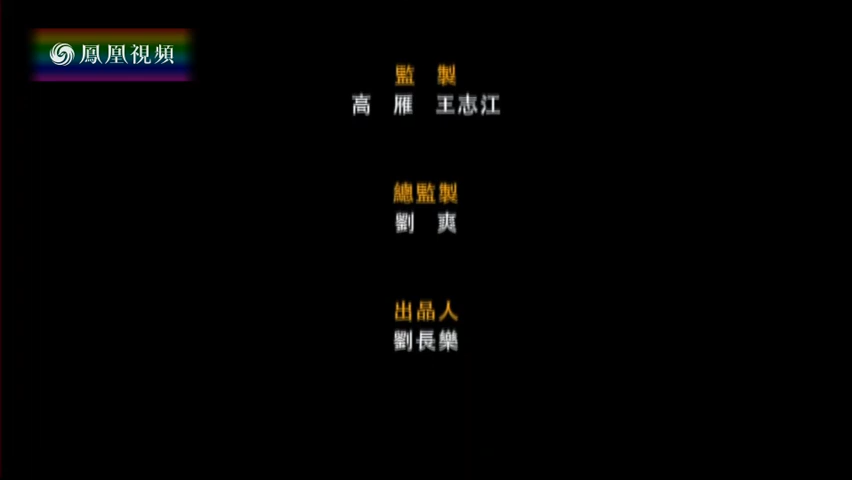 鳳凰視頻
監 製
高 雁 王志江
總監製
劉 爽
出品人
劉長樂